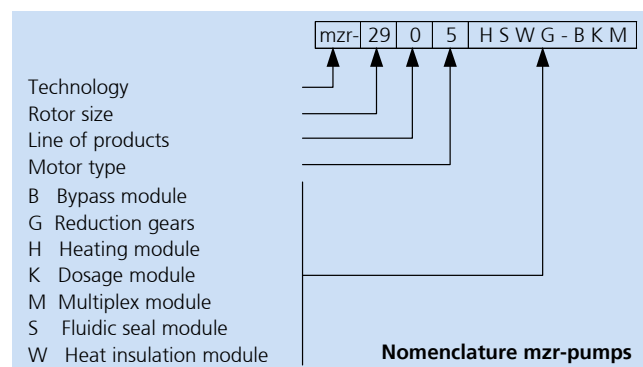 mzr- 29 0 5 H S W G - B K M
Technology
Rotor size
Line of products
Motor type
B Bypass module
G Reduction gears
H Heating module
K Dosage module
M Multiplex module
S Fluidic seal module
W Heat insulation module
Nomenclature mzr-pumps